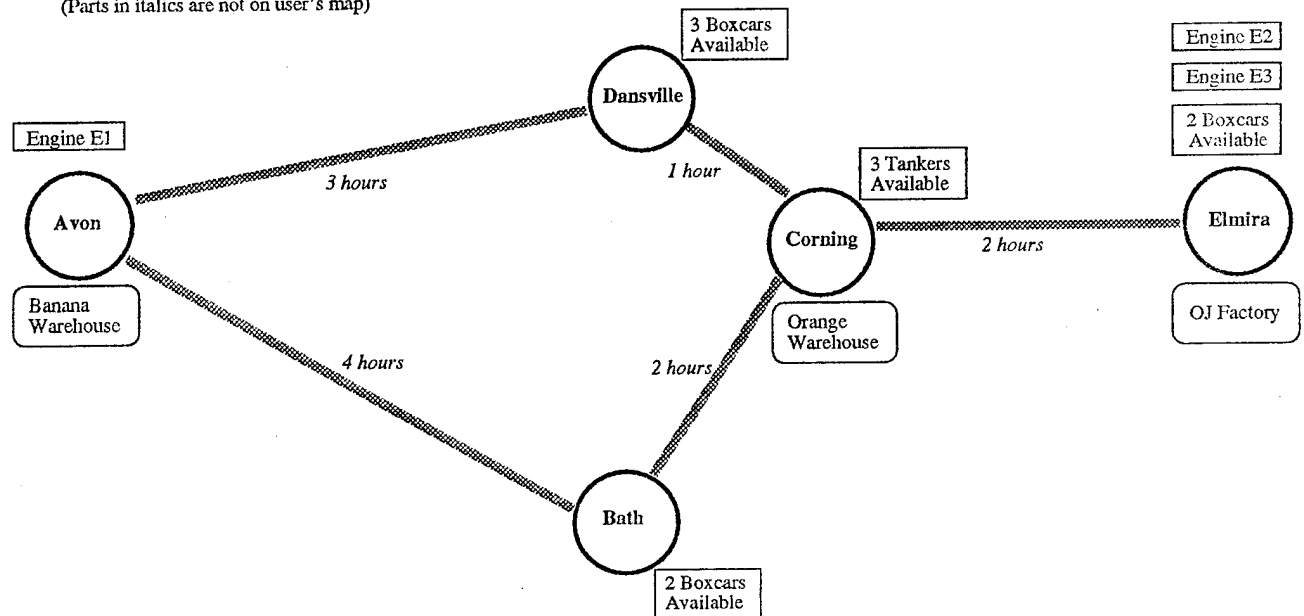 (Parts in italics are not on user's map)
3 Boxcars
Available
Engine E2
Engine E3
2 Boxcars
Available
Engine E1
Dansville
3 hours
1 hour
3 Tankers
Available
Avon
Corning
2 hours
Elmira
Banana
Warehouse
Orange
Warehouse
OJ Factory
4 hours
2 hours
Bath
2 Boxcars
Available